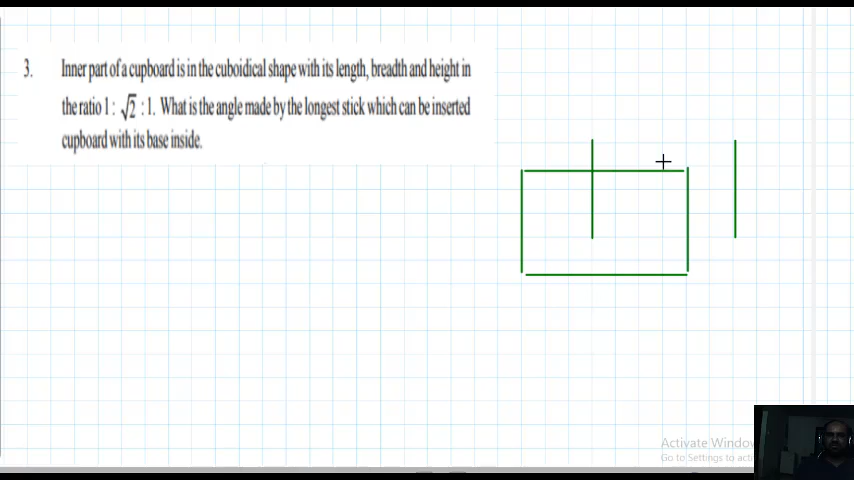 3. Inner part of a cupboard is in the cuboidical shape with its length, breadth and height in
the ratio 1 : √2 : 1. What is the angle made by the longest stick which can be inserted
cupboard with its base inside.
Activate Window
Go to Settings to acti